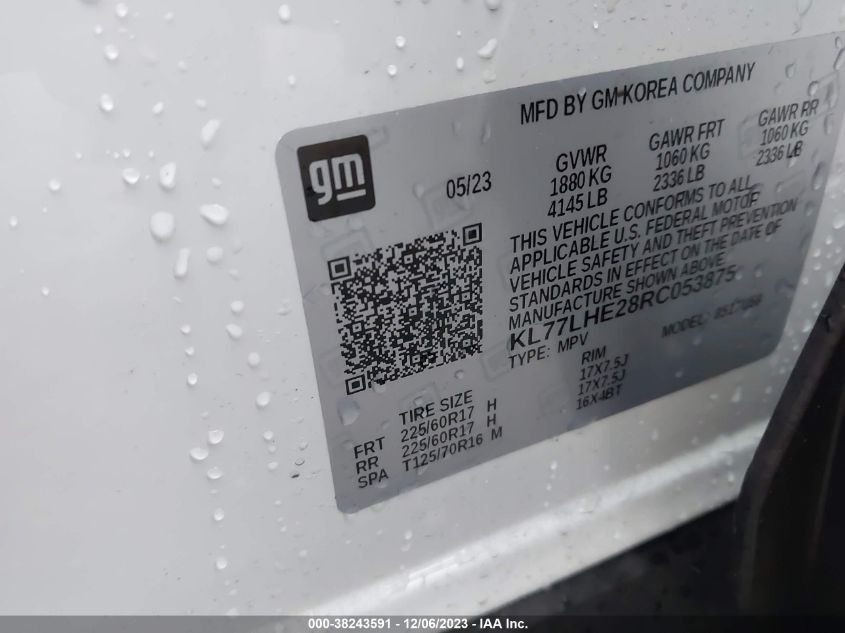 MFD BY GM KOREA COMPANY
gm
05/23
GVWR
1880 KG
4145 LB
GAWR FRT
1060 KG
2336 LB
GAWR RR
1060 KG
2336 LB
THIS VEHICLE CONFORMS TO ALL
APPLICABLE U.S. FEDERAL MOTOR
VEHICLE SAFETY AND THEFT PREVENTION
STANDARDS IN EFFECT ON THE DATE OF
MANUFACTURE SHOWN ABOVE.
KL77LHE28RC053875
TYPE: MPV
MODEL:
TIRE SIZE
RIM
FRT 225/60R17 H 17X7.5J
RR 225/60R17 H 17X7.5J
SPA T125/70R16 M 16X4BT
000-38243591 - 12/06/2023 - IAA Inc.